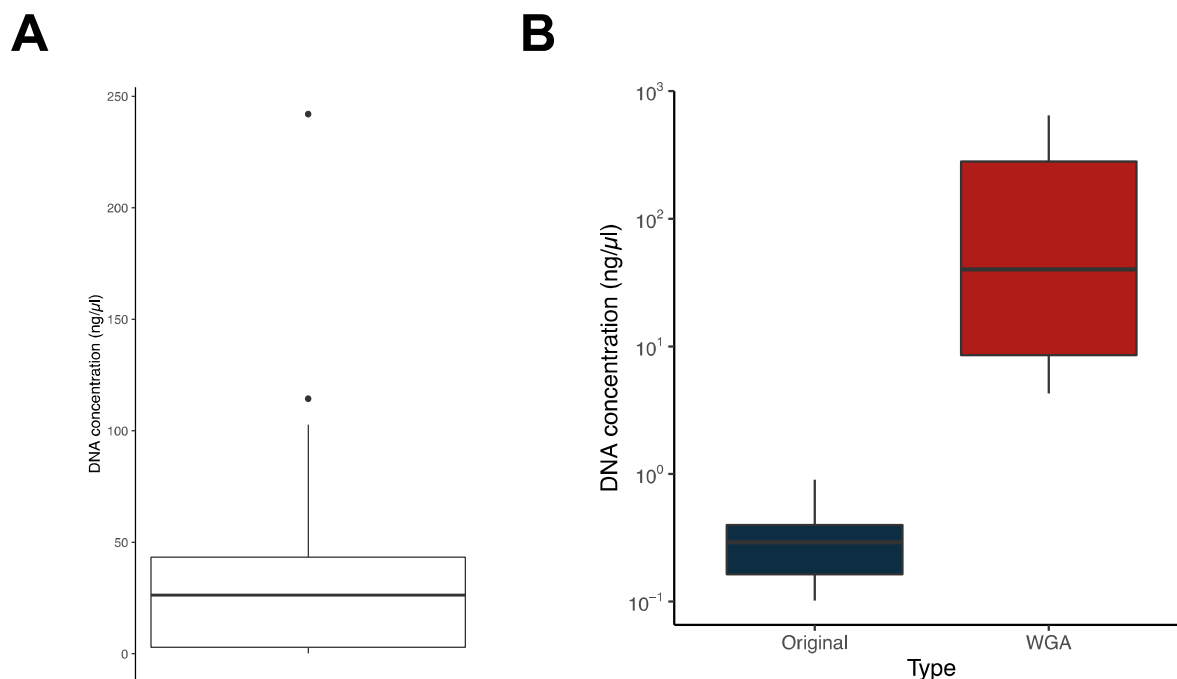 A
B
250
200
150
100
50
0
DNA concentration (ng/µl)
10³
10²
10¹
10⁰
10⁻¹
DNA concentration (ng/µl)
Original
WGA
Type